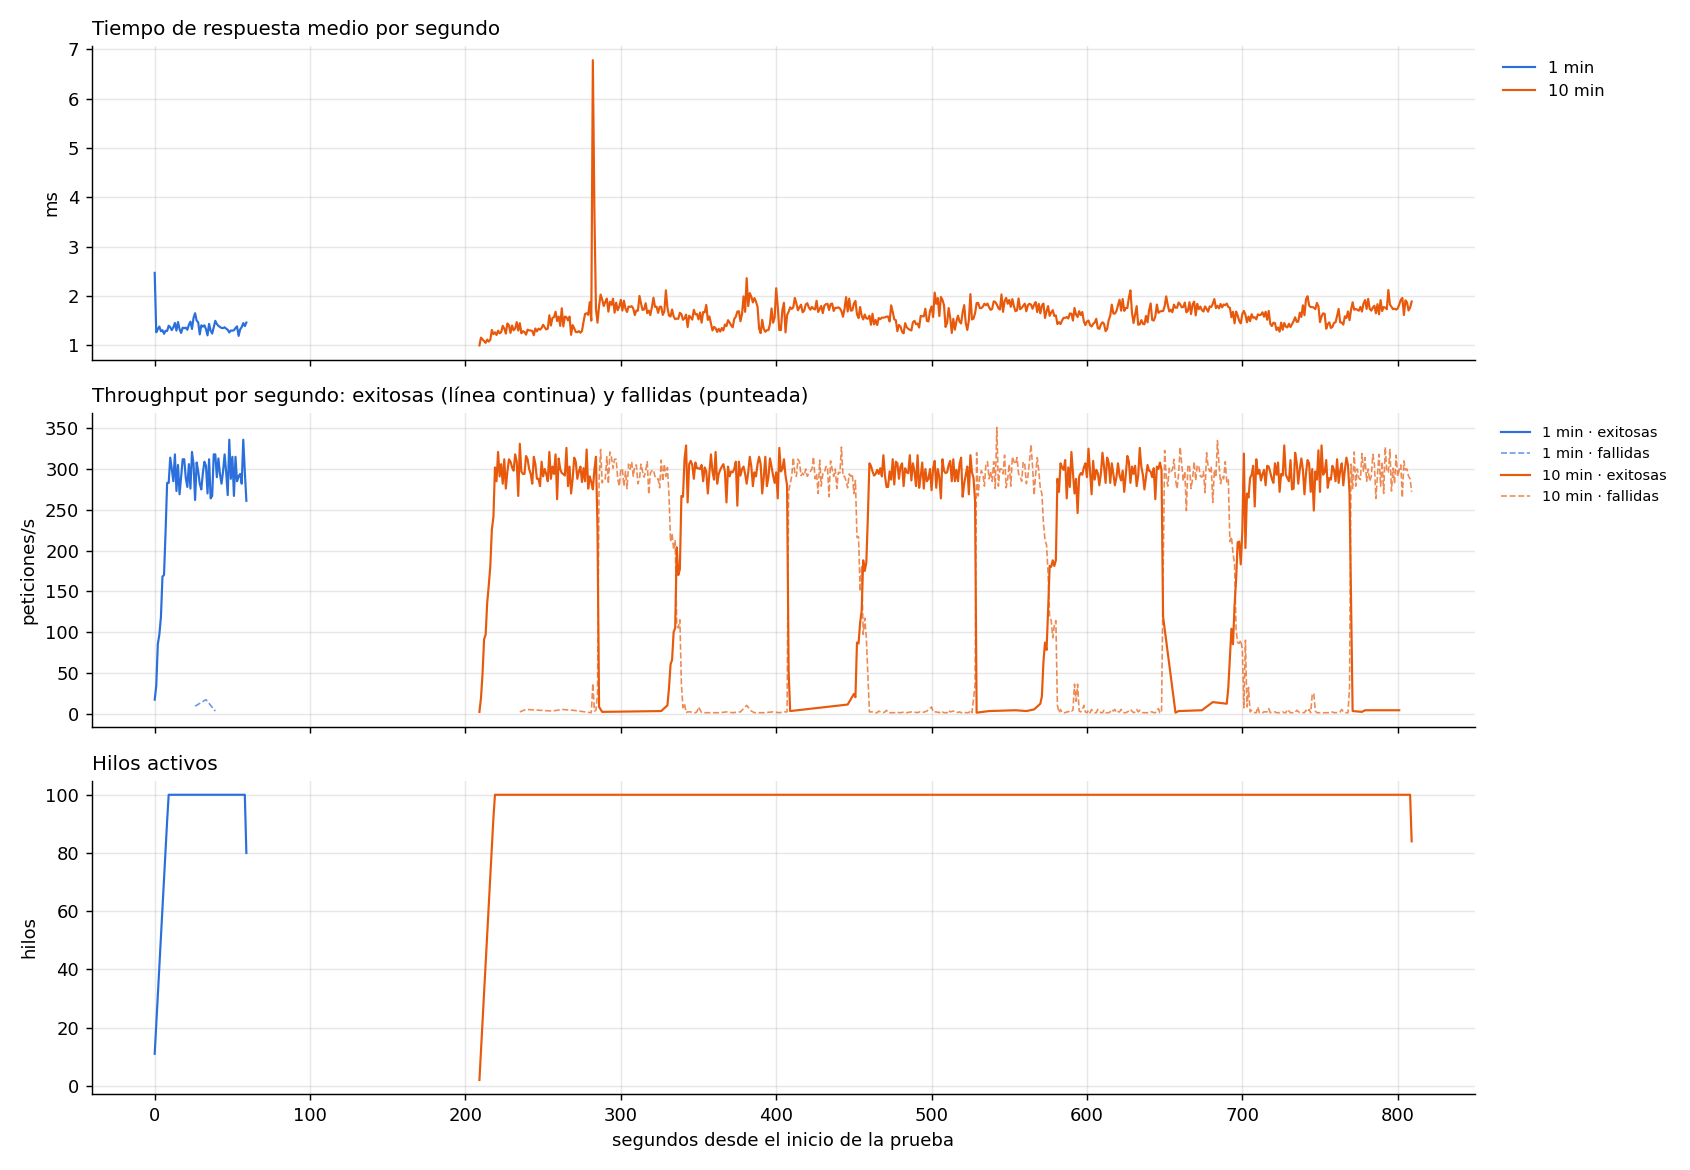 Tiempo de respuesta medio por segundo
7
6
5
4
3
2
1
ms
1 min
10 min
Throughput por segundo: exitosas (línea continua) y fallidas (punteada)
350
300
250
200
150
100
50
0
peticiones/s
1 min · exitosas
1 min · fallidas
10 min · exitosas
10 min · fallidas
Hilos activos
100
80
60
40
20
0
hilos
0 100 200 300 400 500 600 700 800
segundos desde el inicio de la prueba